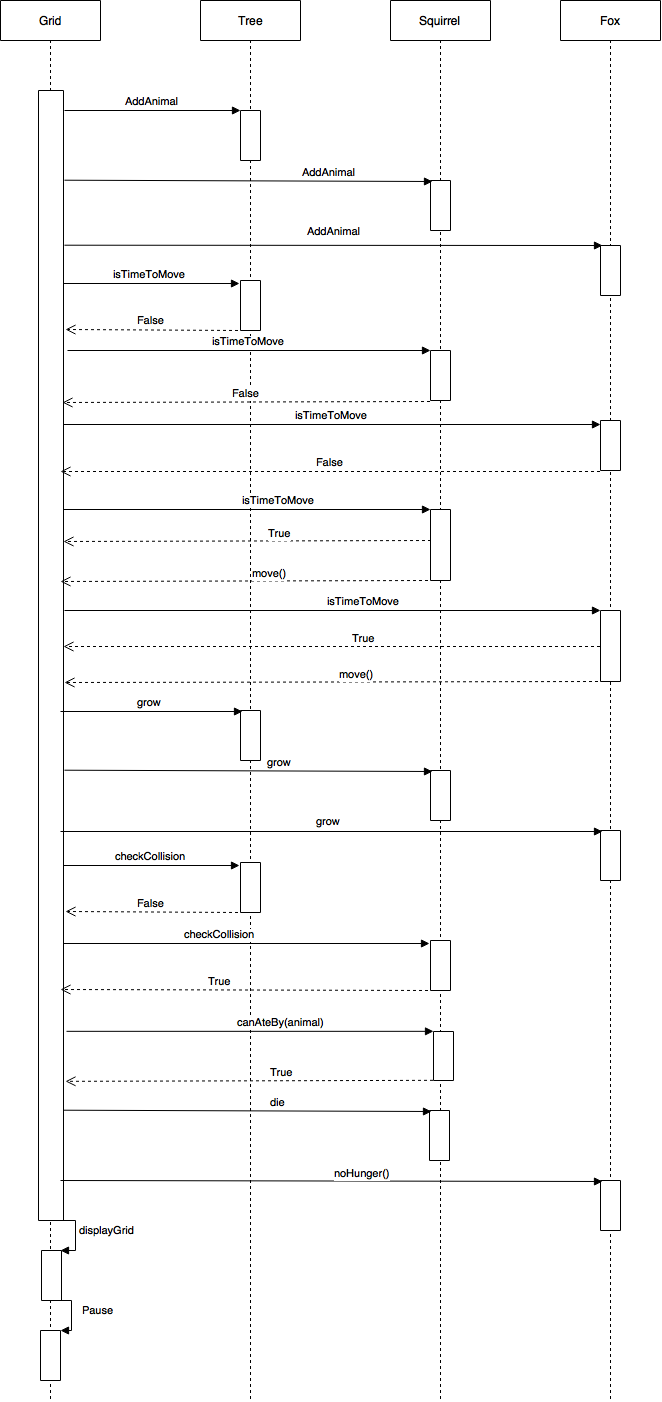 Grid
Tree
Squirrel
Fox
AddAnimal
AddAnimal
AddAnimal
isTimeToMove
False
isTimeToMove
False
isTimeToMove
False
isTimeToMove
True
move()
isTimeToMove
True
move()
grow
grow
grow
checkCollision
False
checkCollision
True
canAteBy(animal)
True
die
noHunger()
displayGrid
Pause